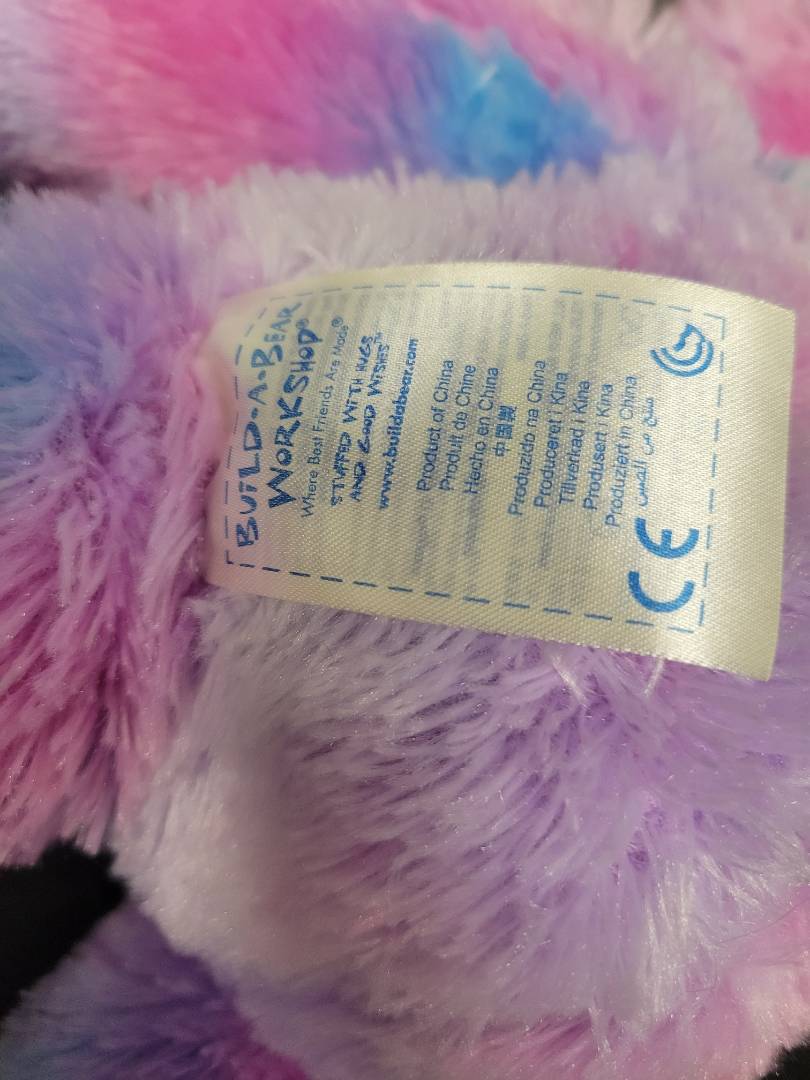 BUILD-A-BEAR
WORKSHOP®
Where Best Friends Are Made®
STUFFED WITH HUGS
AND GOOD WISHES™
www.buildabear.com
Product of China
Produit de Chine
Hecho en China
中国製
Produzido na China
Produceret i Kina
Tillverkad i Kina
Produsert i Kina
Produziert in China
صنع من الصين
CE